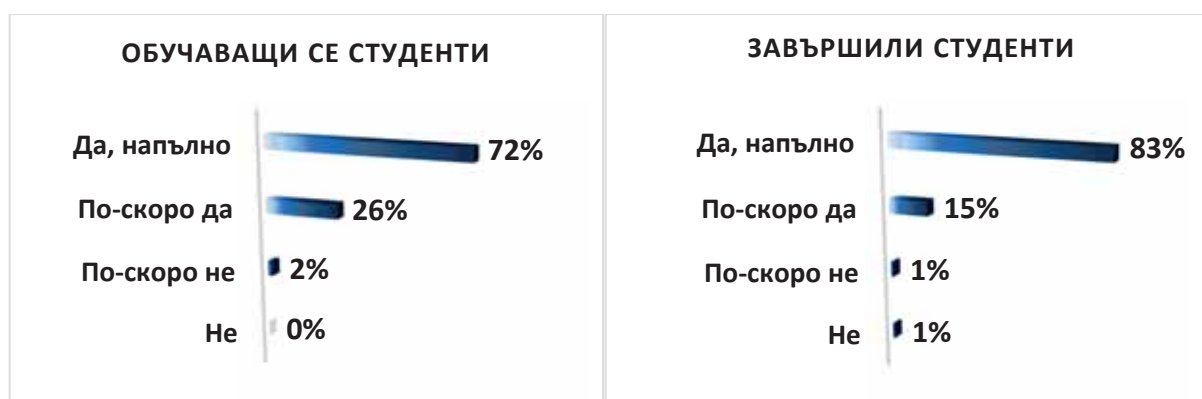 ОБУЧАВАЩИ СЕ СТУДЕНТИ
Да, напълно 72%
По-скоро да 26%
По-скоро не 2%
Не 0%
ЗАВЪРШИЛИ СТУДЕНТИ
Да, напълно 83%
По-скоро да 15%
По-скоро не 1%
Не 1%